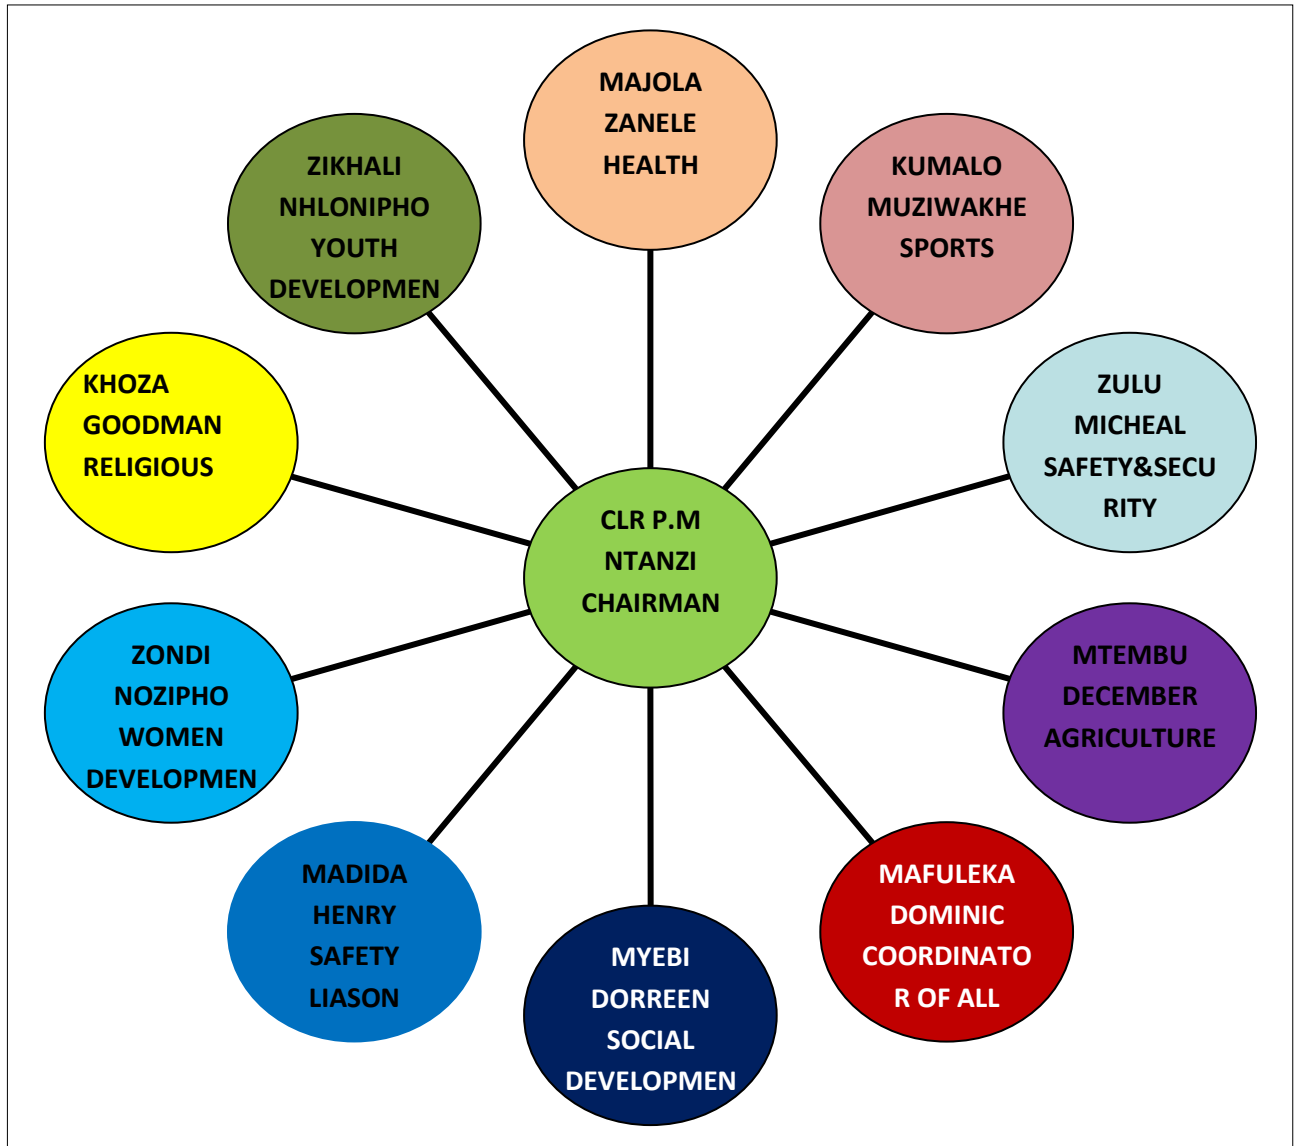 MAJOLA
ZANELE
HEALTH
KUMALO
MUZIWAKHE
SPORTS
ZULU
MICHEAL
SAFETY&SECU
RITY
MTEMBU
DECEMBER
AGRICULTURE
MAFULEKA
DOMINIC
COORDINATO
R OF ALL
MYEBI
DORREEN
SOCIAL
DEVELOPMEN
MADIDA
HENRY
SAFETY
LIASON
ZONDI
NOZIPHO
WOMEN
DEVELOPMEN
KHOZA
GOODMAN
RELIGIOUS
ZIKHALI
NHLONIPHO
YOUTH
DEVELOPMEN
CLR P.M
NTANZI
CHAIRMAN